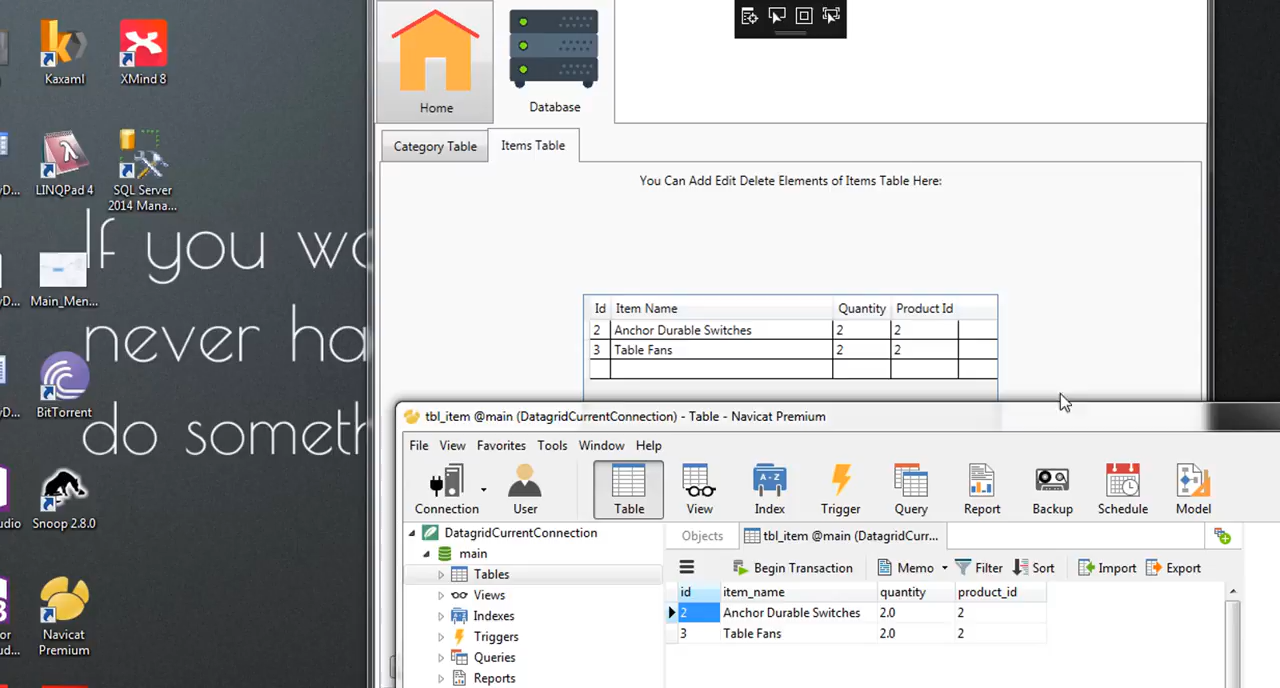 Kaxaml
XMind 8
LINQPad 4
SQL Server
2014 Mana...
Main_Men...
BitTorrent
Snoop 2.8.0
Navicat
Premium
If you wa
never ha
do someth
Home
Database
Category Table
Items Table
You Can Add Edit Delete Elements of Items Table Here:
Id Item Name Quantity Product Id
2 Anchor Durable Switches 2 2
3 Table Fans 2 2
tbl_item @main (DatagridCurrentConnection) - Table - Navicat Premium
File View Favorites Tools Window Help
Connection User Table View Index Trigger Query Report Backup Schedule Model
DatagridCurrentConnection
main
Tables
Views
Indexes
Triggers
Queries
Reports
Objects
tbl_item @main (DatagridCurr...
Begin Transaction Memo Filter Sort Import Export
id item_name quantity product_id
2 Anchor Durable Switches 2.0 2
3 Table Fans 2.0 2